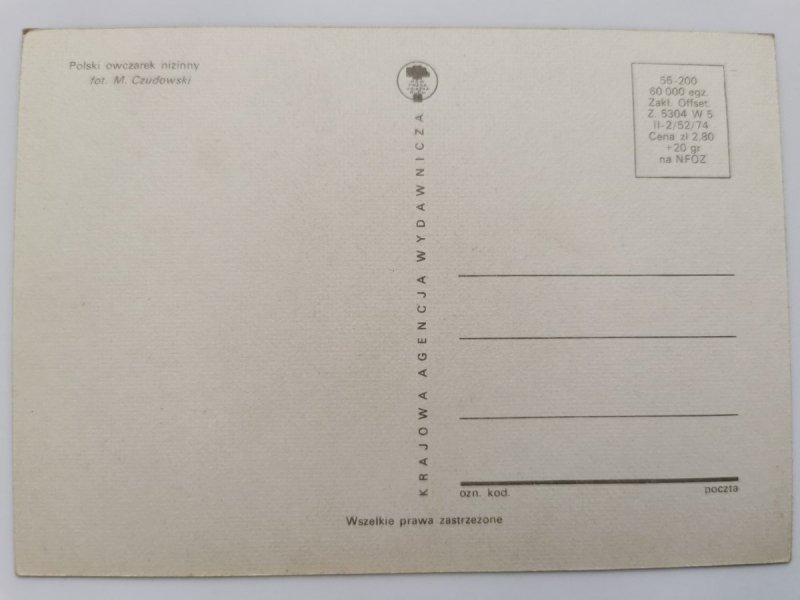 Polski owczarek nizinny
fot. M. Czudowski
KRAJOWA AGENCJA WYDAWNICZA
56-200
60 000 egz.
Zakł. Offset.
Z. 5304 W 5
II-2/52/74
Cena zł 2,80
+20 gr
na NFOZ
ozn. kod.
poczta
Wszelkie prawa zastrzeżone